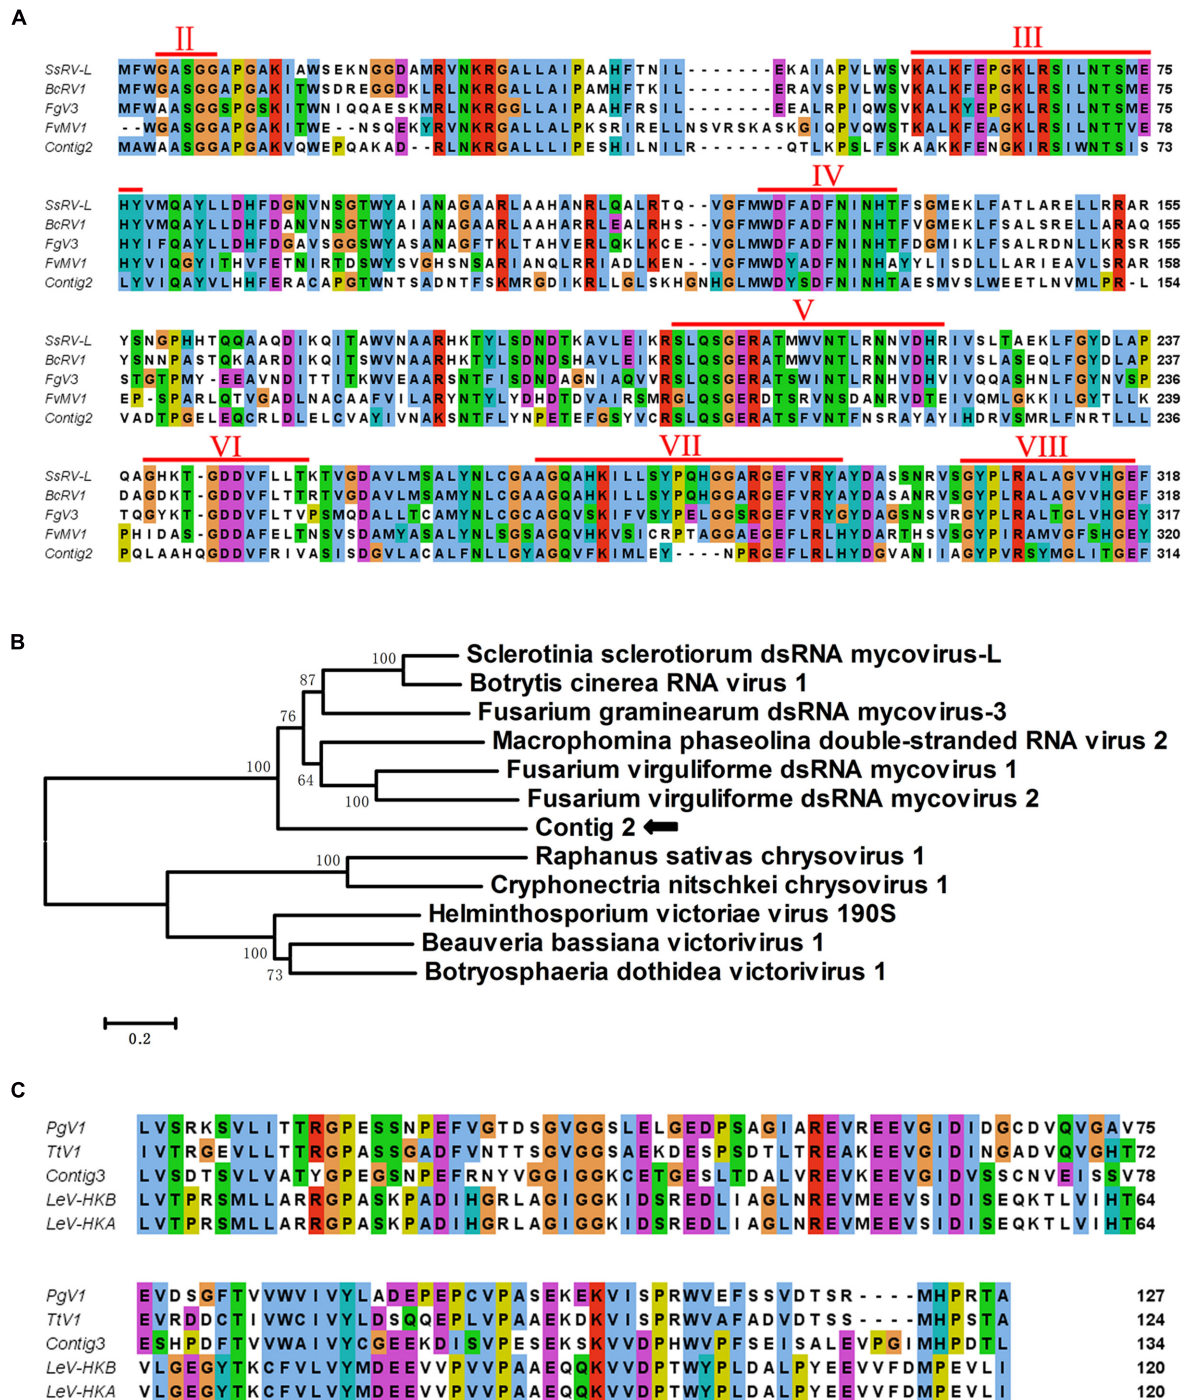 A
II III
SsRV-L MFWGASGGAPGAKIAWSEKNGGDAMRVNKRGALLAIPAAHFTNIL-------EKAIAPVLWSVKALKFEPGKLRSILNTSME 75
BcRV1 MFWGASGGAPGAKITWSDREGGDKLRVNKRGALLAIPAAMHTNIL-------EEAVRSPVLWSVKALKFEPGKLRSILNTSME 75
FgV3 MFWAASGGSPGSKITWNIQQAESKMRLNKRGALLAIPAAMHFRSIL-------EEALRPIQWSVKALKYEPGKLRSILNTSME 75
FvMV1 --WGASGGAPGAKITWE--NSQEKYRVNKRGALLALPKSRIRELLNSVRSKASKGIQPVQWSTKALKFEAGKLRSILNTTVE 78
Contig2 MAWAASGGAPGAKVQWEPQAKAD--RLNKRGALLLIPESHILNILR-------QTLKPSLFSKAAKKFENGKIRSIWNTSIS 73
IV
SsRV-L HYVMQAYLLDHFDGNVNSGTWYAIANAGAARLAAHANRLQALRTQ--VGFMWDFADFNINHTFSGMEKLFATLARELLRRAR 155
BcRV1 HYVMQAYLLDHFDANVNSGTWYAIANAGAARLAAHARRLEALRHS--VGFMWDFADFNINHTFVGMEKLFSALSRELLARAQ 155
FgV3 HYIFQAYLLDHFDGAVSGGSWYASANAGFTKLTAHVERLQKLKCE--VGFMWDFADFNINHTFDGMIKLFSALRDNLLKRSR 155
FvMV1 HYVIQGYITHVFETNIRTDSWYSVGHSNSARIANQLRRIADLKEN--VGFMWDYADFNINHAYYLISDLLLARIEAVLSRAR 158
Contig2 LYVIQAYVLHHFERACAPGTWNTSADNTFSKMRGDIKRLLGLSKHGNHGLMWDYSDFNINHTAESMVSLWEETLNVMLPR-L 154
V
SsRV-L YSNGPHHTQQAAQDIKQITAWVNAARHKTYLSDNDTKAVLEIKRSLQSGERATMWVNTLRNNVDHRIVSLTAEKLFGYDLAP 237
BcRV1 YSNNPASTQKAARDIKQITSWVNAARHKTYLSDNDSHAVLEIKRSLQSGERATMWVNTLRNNVDHRIVSLASEQLFGYDLAP 237
FgV3 STGTPMY-EEAVNDITTITKWVEAARSNTFISDNDAGNIAQVVRSLQSGERATSWINTLRNHVDHVIVQQASHNLFGYNVSP 236
FvMV1 EP-SPARLQTVGADLNACAAFVILARYNTYLYDHDTDVAIRSMRGLQSGERDTSRVNSDANRVDTEIVQMLGKKILGYTLLK 239
Contig2 VADTPGELEQCRLDLELCVAYIVNAKSNTFLYNPETEFGSYVCRSLQSGERATSFVNTFNSRAYAYIHDRVSMRLFNRTLLL 236
VI VII VIII
SsRV-L QAGHKT-GDDVFLLTKTVGDAVLMSALYNLCGAAGQAHKILLSYPQHGGARGEFVRYAYDASSNRVSGYPLRALAGVVHGEF 318
BcRV1 DAGDKT-GDDVFLTTRTVGDAVLMSAMYNLCGAAGQAHKILLSYPQHGGARGEFVRYAYDASANRVSGYPLRALAGVVHGEF 318
FgV3 TQGYKT-GDDVFLTVPSMQDALLTCAMYNLCGCAGQVSKIFVSYPELGGSRGEFVRYGYDAGSNSVRGYPLRALTGLVHGEY 317
FvMV1 PHIDAS-GDDAFELTNSVSDAMYASALYNLSGSAGQVHKVSICRPTAGGAEGEFLRLHYDARTHSVSGYPIRAMVGFSHGEY 320
Contig2 PQLAAHQGDDVFRIVASISDGVLACALFNLLGYAGQVFKIMLEY----NPRGEFLRLHYDGVANIIAGYPVRSYMGLITGEF 314
B
100 Sclerotinia sclerotiorum dsRNA mycovirus-L
87 Botrytis cinerea RNA virus 1
76 Fusarium graminearum dsRNA mycovirus-3
Macrophomina phaseolina double-stranded RNA virus 2
100 Fusarium virguliforme dsRNA mycovirus 1
64
100 Fusarium virguliforme dsRNA mycovirus 2
Contig 2
100 Raphanus sativas chrysovirus 1
Cryphonectria nitschkei chrysovirus 1
Helminthosporium victoriae virus 190S
100 Beauveria bassiana victorivirus 1
73 Botryosphaeria dothidea victorivirus 1
0.2
C
PgV1 LVSRKSVLITTRGPESSNPEFVGTDSGVGGSLELGEDPSAGIAREVREEVGIDIDGCDVQVGAV 75
TtV1 IVTRGEVLLTTRGPASSGADFVNTTSGVGGSAEKDESPSDTLTREAKEEVGIDINGADVQVGHT 72
Contig3 LVSDTSVLVATYGPEGSNPEFRNYVGGIGGKCETGESLTDALVREVKEEVGIDVSSCNVEISSV 78
LeV-HKB LVTPRSMLLARRGPASKPADIHGRLAGIGGKIDSREDLIAGLNREVMEEVSIDISEQKTLVIHT 64
LeV-HKA LVTPRSMLLARRGPASKPADIHGRLAGIGGKIDSREDLIAGLNREVMEEVSIDISEQKTLVIHT 64
PgV1 EVDSGFTVVWVIVYLADEPEPCVPASEKEKVISPRWVEFSSVDTSR----MHPRTA 127
TtV1 EVRDDCTIVWCIVYLDSQQEPLVPAAEKDKVISPRWVAFADVDTSS----MHPSTA 124
Contig3 ESHPDFTVVWAIVYCGEEKDISVPESEKSKVVDPHWVPFSEISALEVPGIMHPDTL 134
LeV-HKB VLGEGYTKCFVLVYMDEEVVPVVPAAEQQKVVDPTWYPLDALPYEEVVFDMPEVLI 120
LeV-HKA VLGEGYTKCFVLVYMDEEVVPVVPAAEQQKVVDPTWYPLDALPYEEVVFDMPEVLI 120